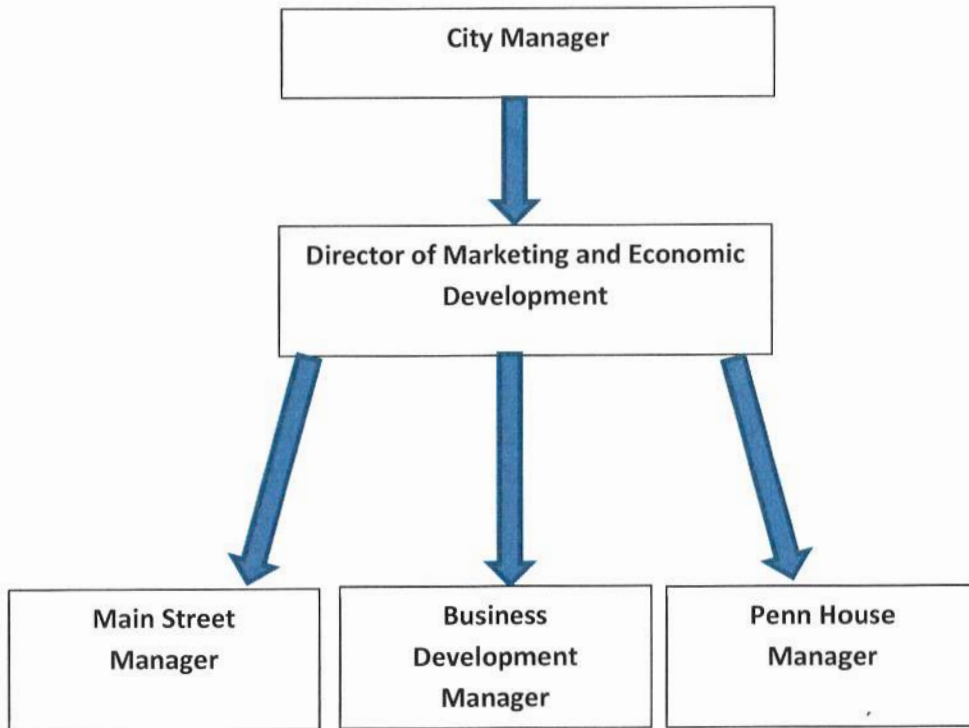 City Manager
Director of Marketing and Economic
Development
Main Street
Manager
Business
Development
Manager
Penn House
Manager